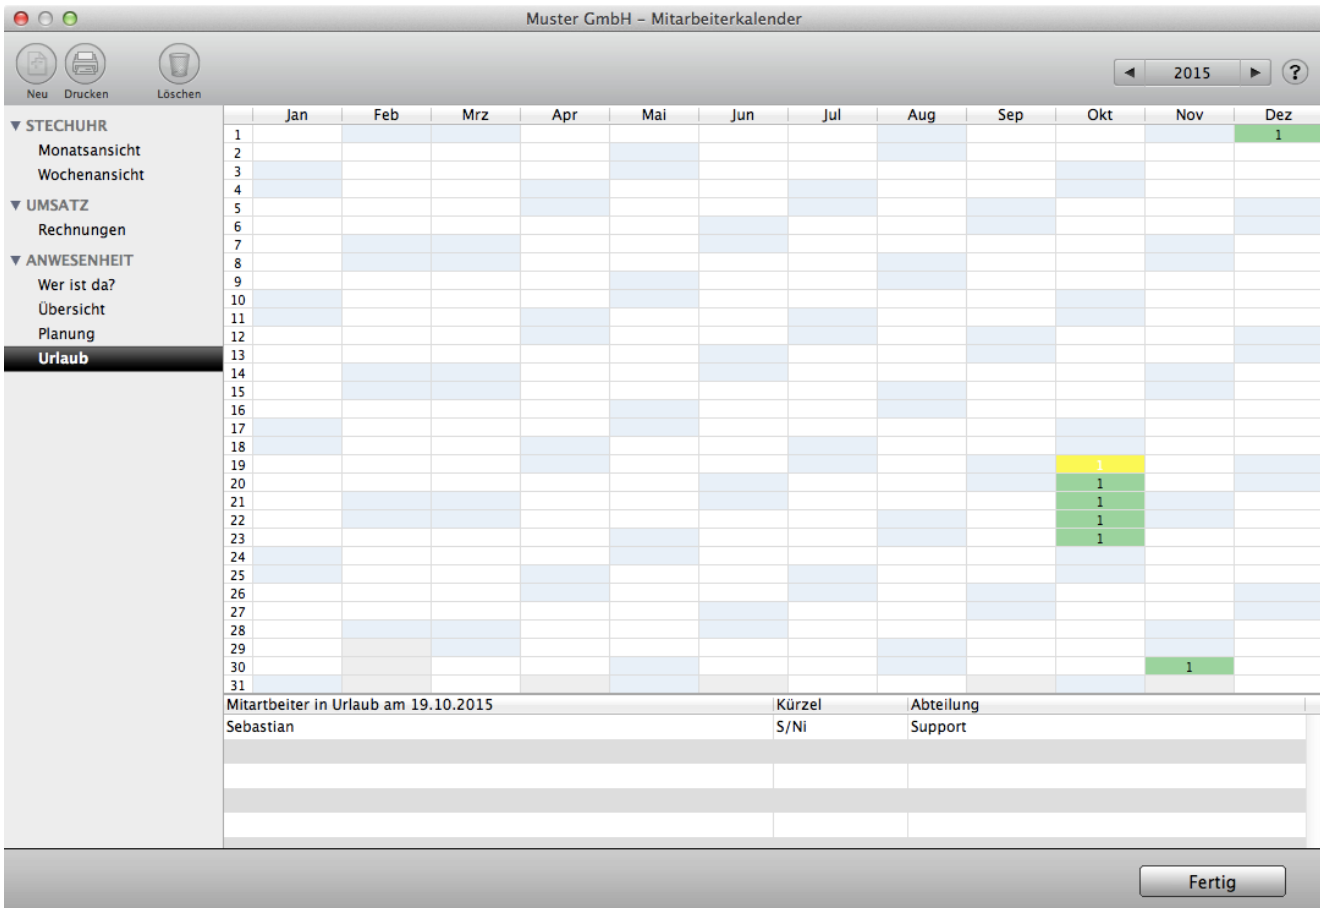 Muster GmbH – Mitarbeiterkalender
Neu Drucken Löschen
◀ 2015 ▶ ?
▼ STECHUHR
Monatsansicht
Wochenansicht
▼ UMSATZ
Rechnungen
▼ ANWESENHEIT
Wer ist da?
Übersicht
Planung
Urlaub
Jan Feb Mrz Apr Mai Jun Jul Aug Sep Okt Nov Dez
1 1
2
3
4
5
6
7
8
9
10
11
12
13
14
15
16
17
18
19 1
20 1
21 1
22 1
23 1
24
25
26
27
28
29
30 1
31
Mitartbeiter in Urlaub am 19.10.2015 Kürzel Abteilung
Sebastian S/Ni Support
Fertig